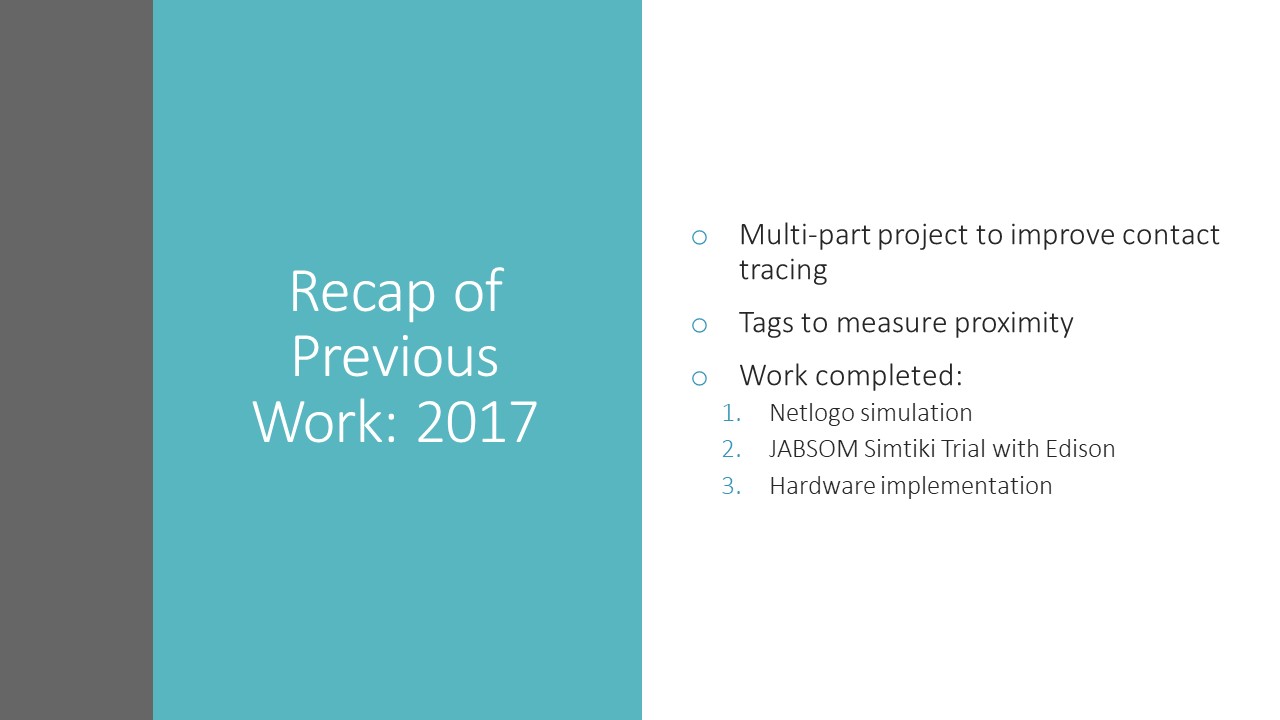 Recap of
Previous
Work: 2017
o Multi-part project to improve contact
tracing
o Tags to measure proximity
o Work completed:
1. Netlogo simulation
2. JABSOM Simtiki Trial with Edison
3. Hardware implementation